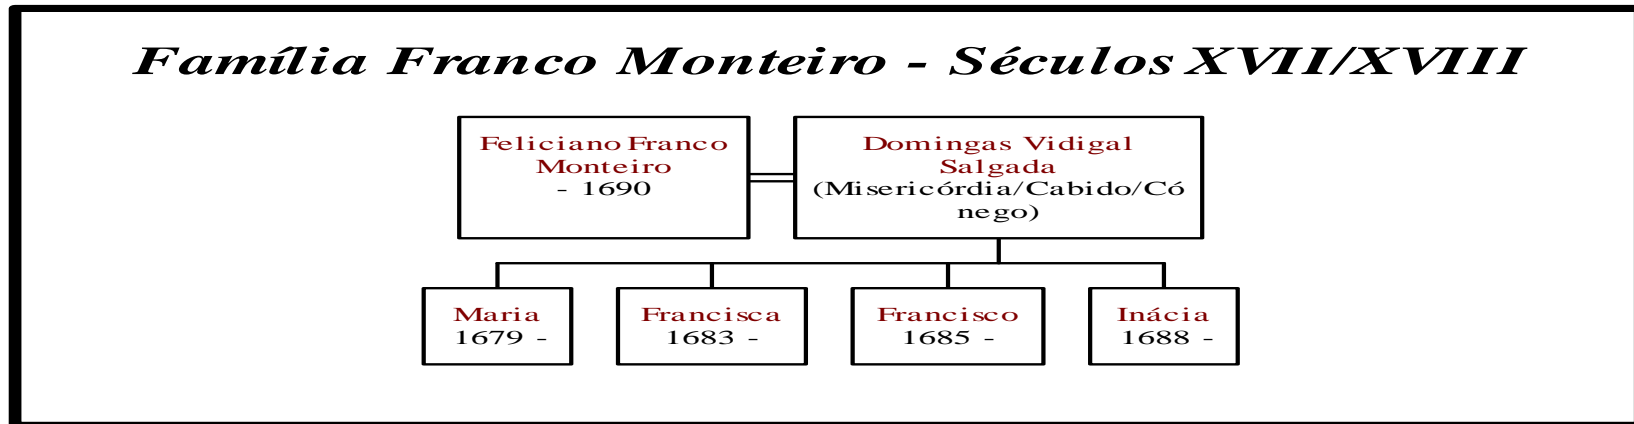 Família Franco Monteiro - Séculos XVII/XVIII
Feliciano Franco
Monteiro
- 1690
Domingas Vidigal
Salgada
(Misericórdia/Cabido/Có
nego)
Maria
1679 -
Francisca
1683 -
Francisco
1685 -
Inácia
1688 -